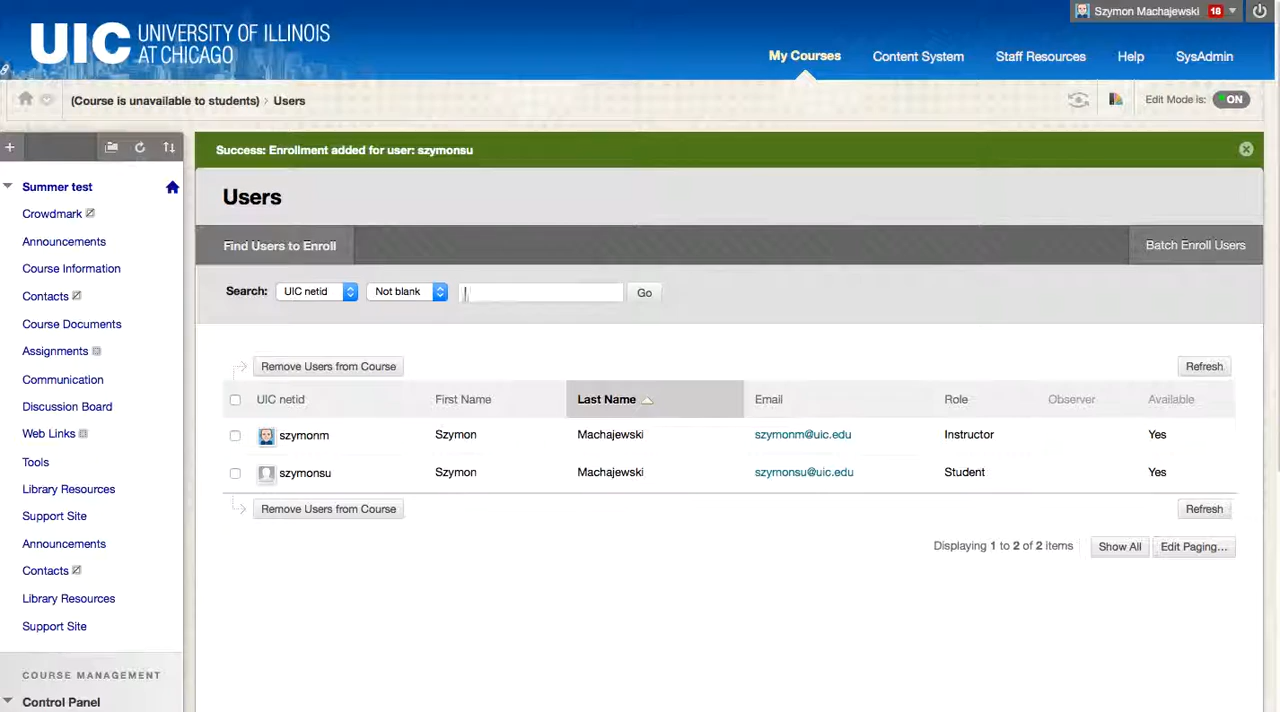 Szymon Machajewski 18
UIC UNIVERSITY OF ILLINOIS
AT CHICAGO
My Courses Content System Staff Resources Help SysAdmin
(Course is unavailable to students) > Users
Edit Mode is: ON
Success: Enrollment added for user: szymonsu
Summer test
Crowdmark
Announcements
Course Information
Contacts
Course Documents
Assignments
Communication
Discussion Board
Web Links
Tools
Library Resources
Support Site
Announcements
Contacts
Library Resources
Support Site
COURSE MANAGEMENT
Control Panel
Users
Find Users to Enroll Batch Enroll Users
Search: UIC netid Not blank Go
Remove Users from Course Refresh
UIC netid First Name Last Name Email Role Observer Available
szymonm Szymon Machajewski szymonm@uic.edu Instructor Yes
szymonsu Szymon Machajewski szymonsu@uic.edu Student Yes
Remove Users from Course Refresh
Displaying 1 to 2 of 2 items Show All Edit Paging...